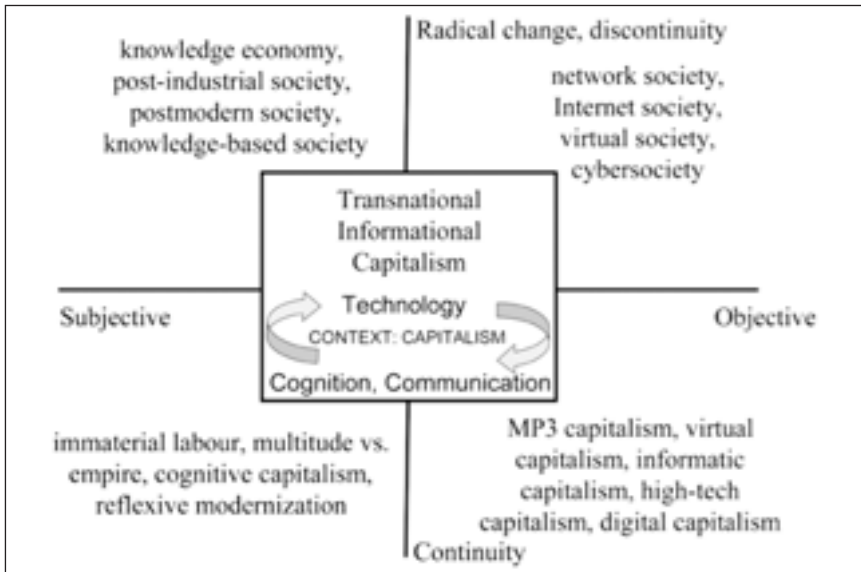 knowledge economy,
post-industrial society,
postmodern society,
knowledge-based society
Radical change, discontinuity
network society,
Internet society,
virtual society,
cybersociety
Transnational
Informational
Capitalism
Technology
CONTEXT: CAPITALISM
Cognition, Communication
Subjective
Objective
immaterial labour, multitude vs.
empire, cognitive capitalism,
reflexive modernization
MP3 capitalism, virtual
capitalism, informatic
capitalism, high-tech
capitalism, digital capitalism
Continuity